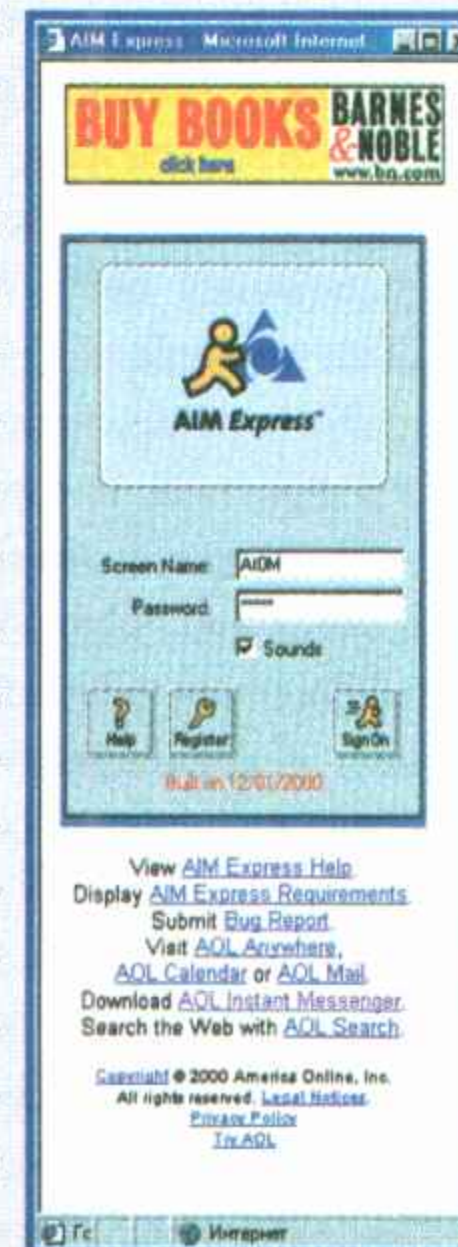 AIM Express - Microsoft Internet
BUY BOOKS
click here
BARNES
& NOBLE
www.bn.com
AIM Express™
Screen Name:
AIOM
Password:
****
Sounds
Help
Register
Sign On
Built on 12/01/2000
View AIM Express Help.
Display AIM Express Requirements.
Submit Bug Report.
Visit AOL Anywhere,
AOL Calendar or AOL Mail.
Download AOL Instant Messenger.
Search the Web with AOL Search.
Copyright © 2000 America Online, Inc.
All rights reserved. Legal Notices.
Privacy Policy
Try AOL
Интернет